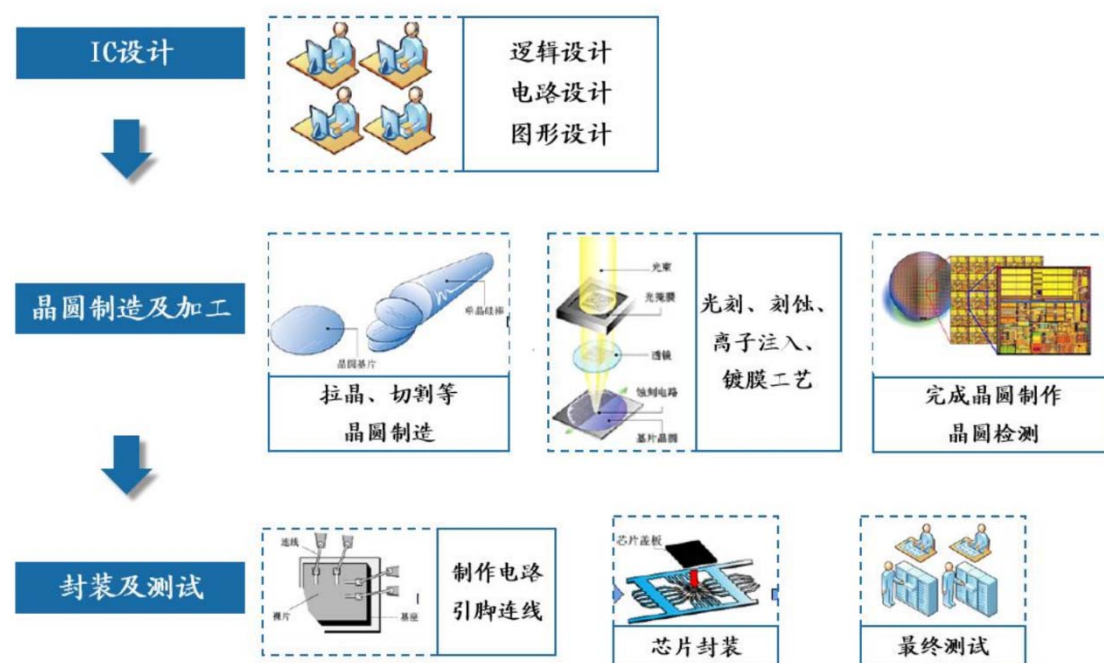 IC设计
逻辑设计
电路设计
图形设计
晶圆制造及加工
单晶硅棒
晶圆基片
拉晶、切割等
晶圆制造
光束
光掩膜
透镜
蚀刻电路
基片晶圆
光刻、刻蚀、
离子注入、
镀膜工艺
完成晶圆制作
晶圆检测
封装及测试
连线
裸片
基座
制作电路
引脚连线
芯片盖板
芯片封装
最终测试